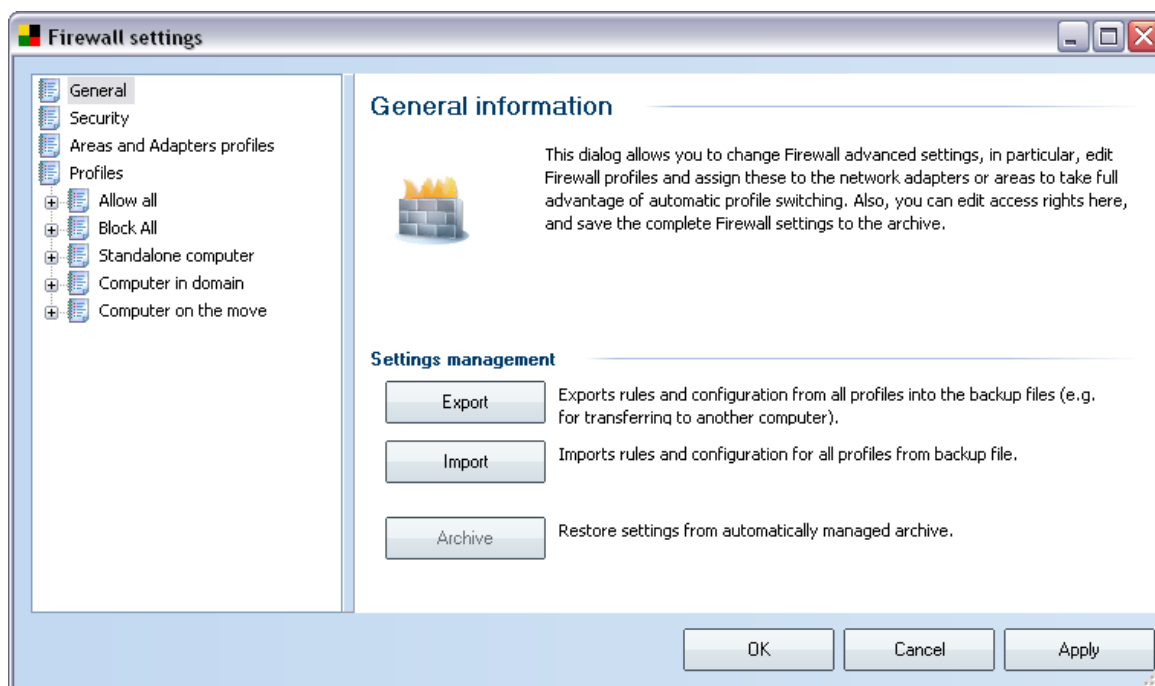 Firewall settings
General
Security
Areas and Adapters profiles
Profiles
Allow all
Block All
Standalone computer
Computer in domain
Computer on the move
General information
This dialog allows you to change Firewall advanced settings, in particular, edit
Firewall profiles and assign these to the network adapters or areas to take full
advantage of automatic profile switching. Also, you can edit access rights here,
and save the complete Firewall settings to the archive.
Settings management
Export
Exports rules and configuration from all profiles into the backup files (e.g.
for transferring to another computer).
Import
Imports rules and configuration for all profiles from backup file.
Archive
Restore settings from automatically managed archive.
OK
Cancel
Apply